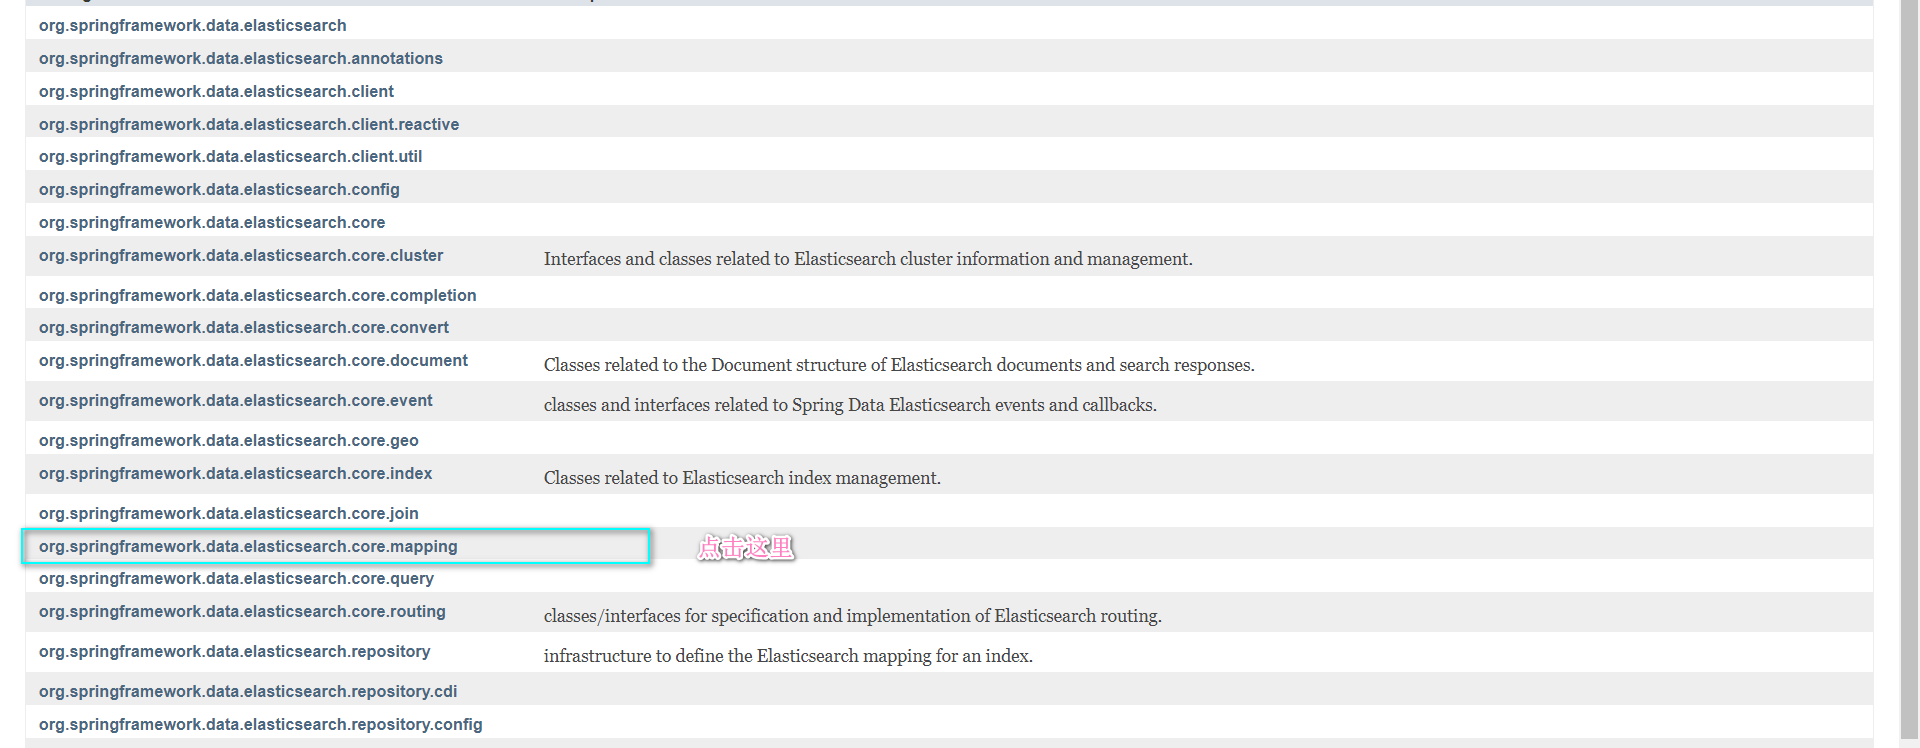 org.springframework.data.elasticsearch
org.springframework.data.elasticsearch.annotations
org.springframework.data.elasticsearch.client
org.springframework.data.elasticsearch.client.reactive
org.springframework.data.elasticsearch.client.util
org.springframework.data.elasticsearch.config
org.springframework.data.elasticsearch.core
org.springframework.data.elasticsearch.core.cluster Interfaces and classes related to Elasticsearch cluster information and management.
org.springframework.data.elasticsearch.core.completion
org.springframework.data.elasticsearch.core.convert
org.springframework.data.elasticsearch.core.document Classes related to the Document structure of Elasticsearch documents and search responses.
org.springframework.data.elasticsearch.core.event classes and interfaces related to Spring Data Elasticsearch events and callbacks.
org.springframework.data.elasticsearch.core.geo
org.springframework.data.elasticsearch.core.index Classes related to Elasticsearch index management.
org.springframework.data.elasticsearch.core.join
org.springframework.data.elasticsearch.core.mapping 点击这里
org.springframework.data.elasticsearch.core.query
org.springframework.data.elasticsearch.core.routing classes/interfaces for specification and implementation of Elasticsearch routing.
org.springframework.data.elasticsearch.repository infrastructure to define the Elasticsearch mapping for an index.
org.springframework.data.elasticsearch.repository.cdi
org.springframework.data.elasticsearch.repository.config